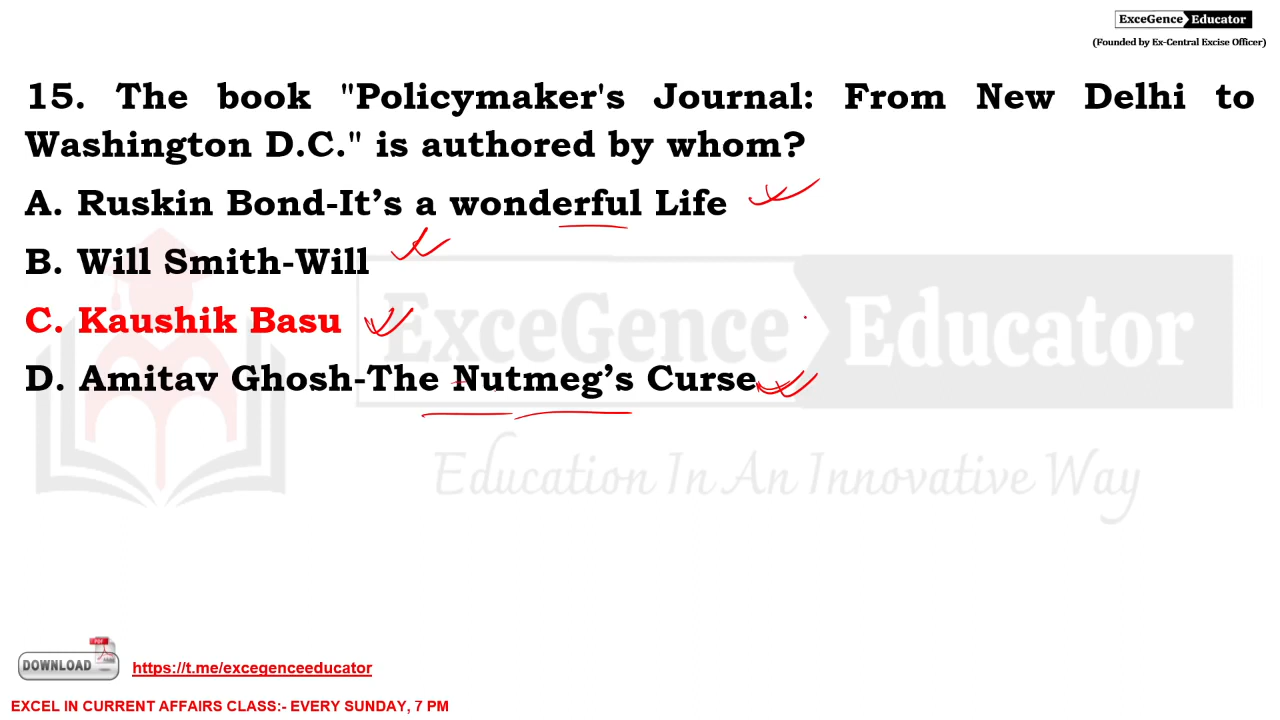 ExceGence Educator
(Founded by Ex-Central Excise Officer)
15. The book "Policymaker's Journal: From New Delhi to
Washington D.C." is authored by whom?
A. Ruskin Bond-It’s a wonderful Life
B. Will Smith-Will
C. Kaushik Basu
D. Amitav Ghosh-The Nutmeg’s Curse
ExceGence Educator
Education In An Innovative Way
PDF
DOWNLOAD
https://t.me/excegenceeducator
EXCEL IN CURRENT AFFAIRS CLASS:- EVERY SUNDAY, 7 PM